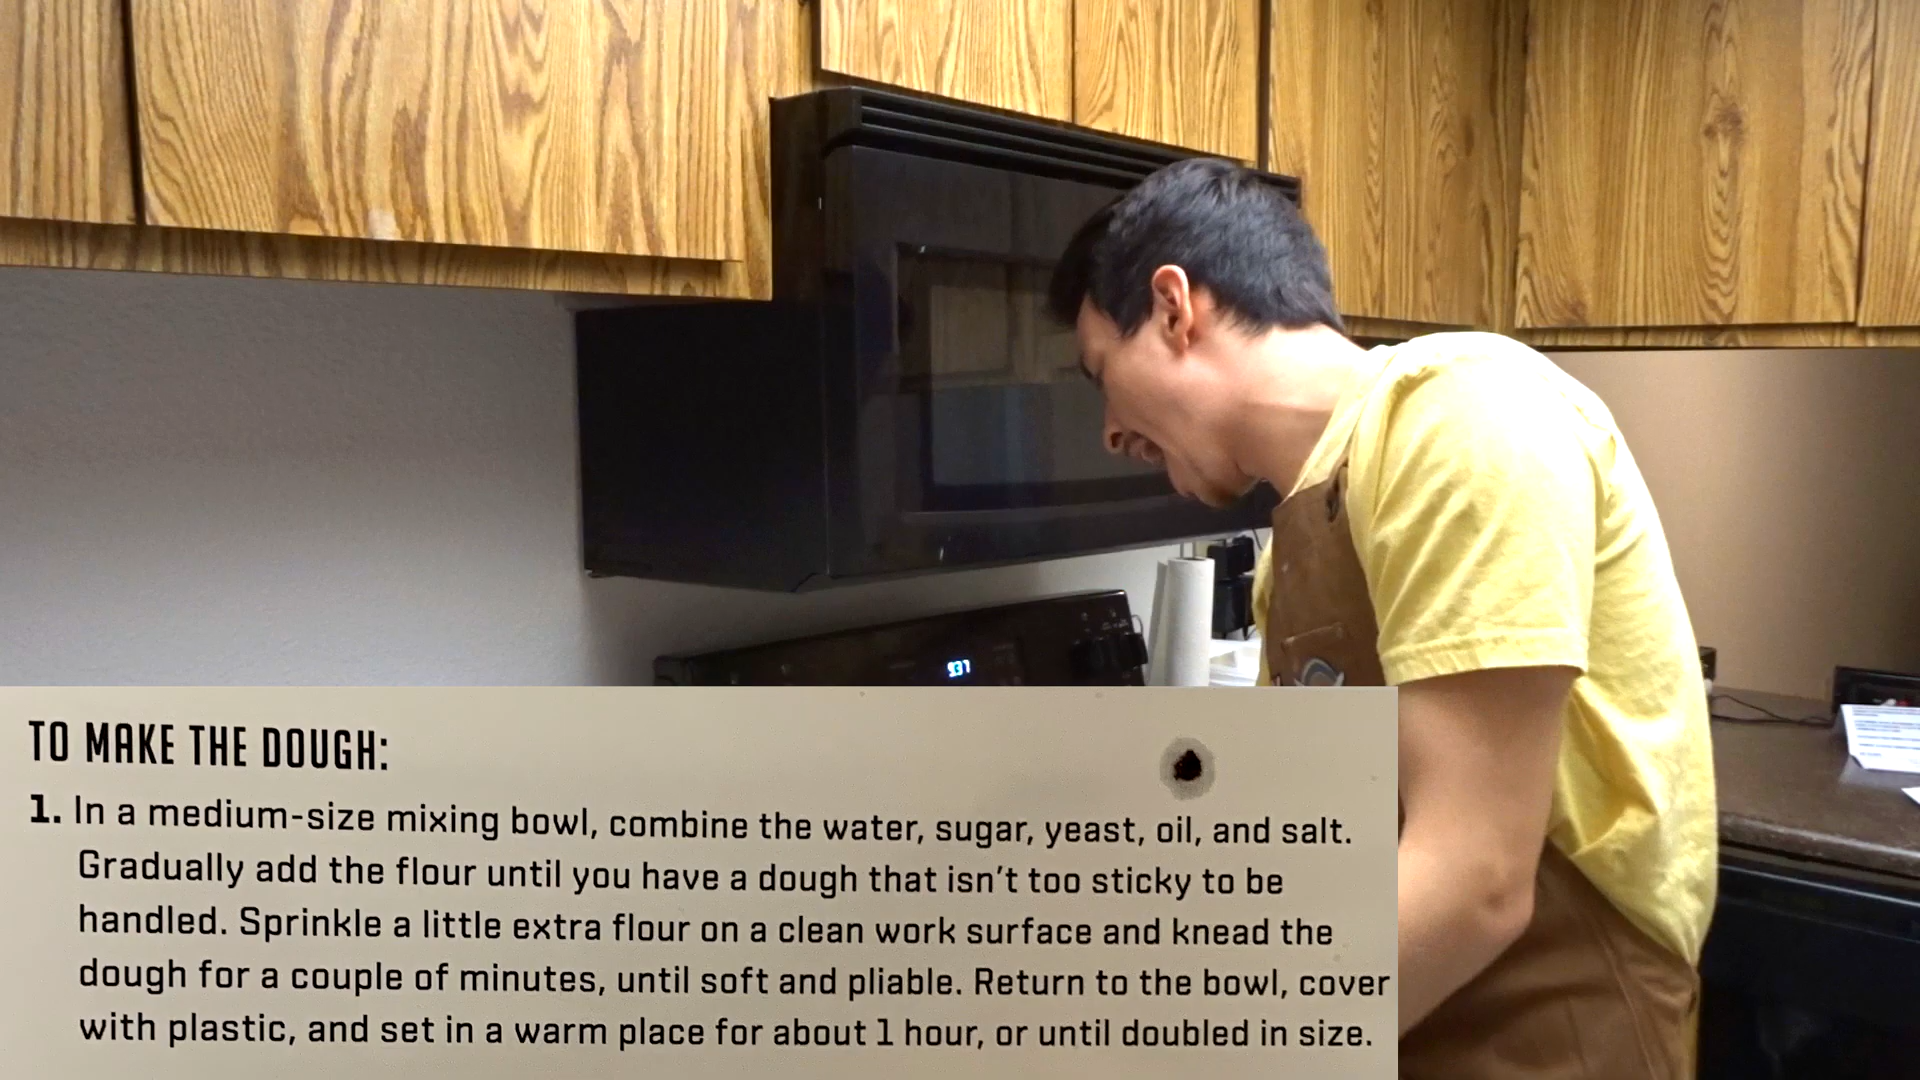 9:37
TO MAKE THE DOUGH:
1. In a medium-size mixing bowl, combine the water, sugar, yeast, oil, and salt.
Gradually add the flour until you have a dough that isn't too sticky to be
handled. Sprinkle a little extra flour on a clean work surface and knead the
dough for a couple of minutes, until soft and pliable. Return to the bowl, cover
with plastic, and set in a warm place for about 1 hour, or until doubled in size.